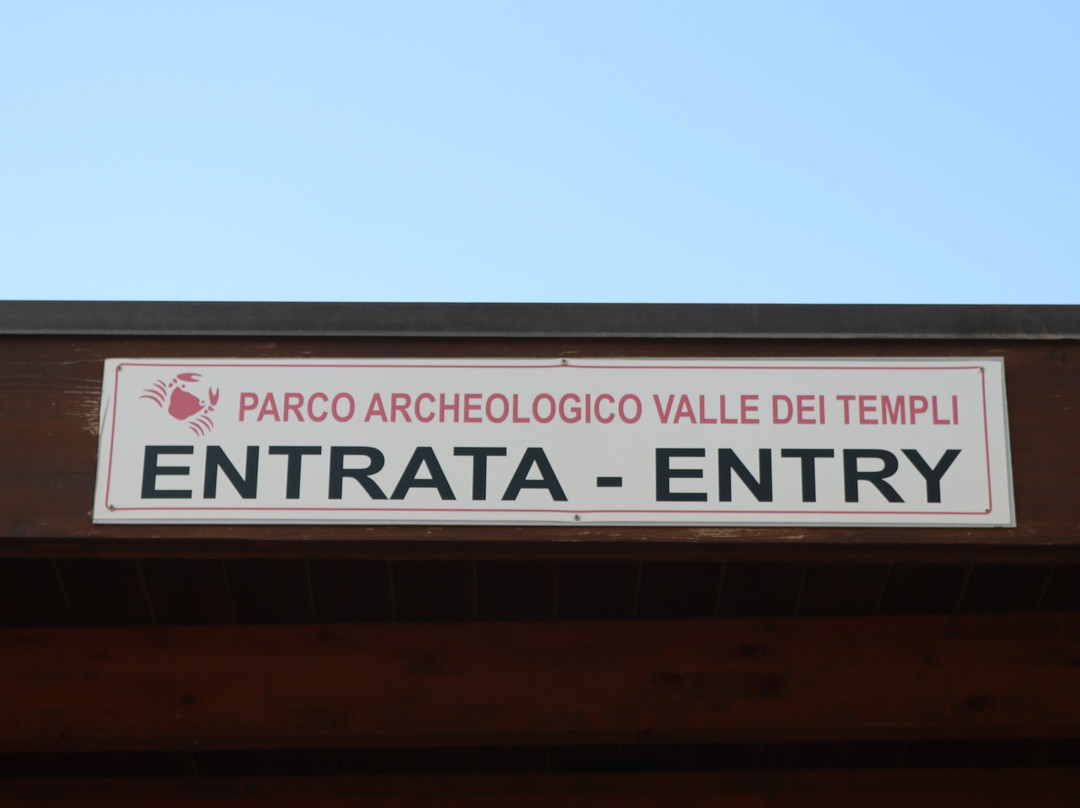 PARCO ARCHEOLOGICO VALLE DEI TEMPLI
ENTRATA - ENTRY